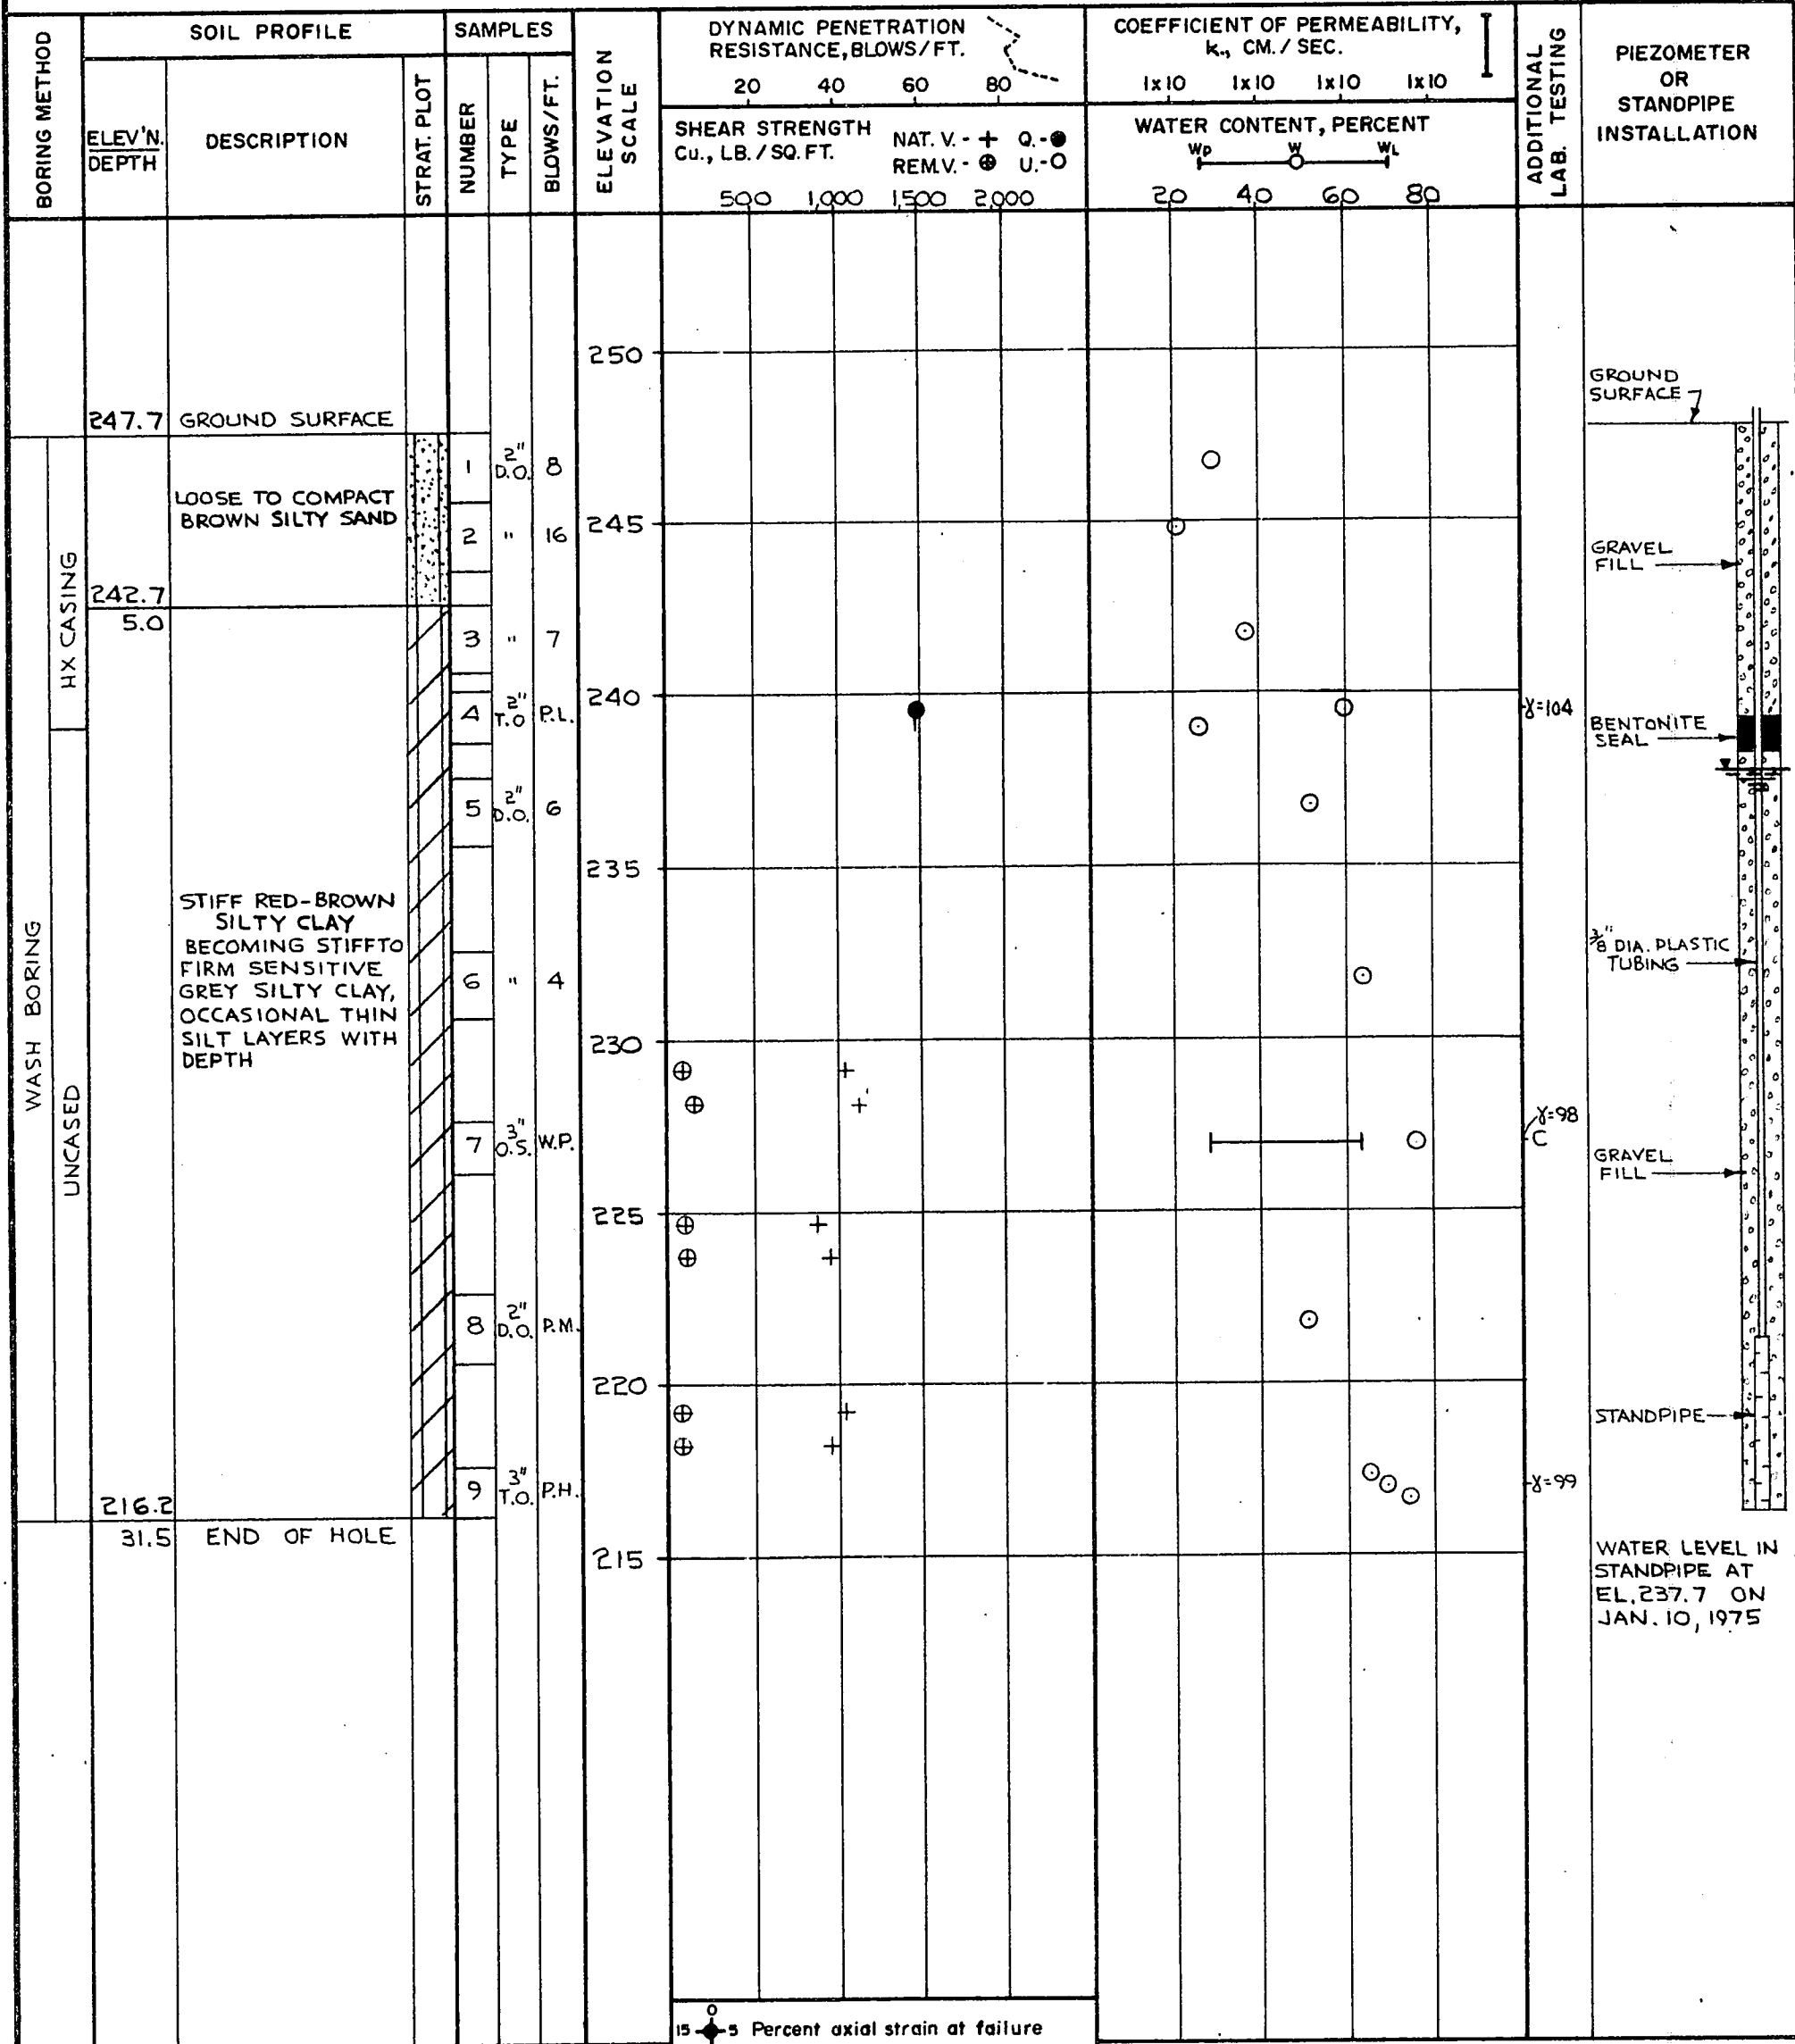 BORING METHOD
SOIL PROFILE
ELEV'N.
DEPTH
DESCRIPTION
STRAT. PLOT
SAMPLES
NUMBER
TYPE
BLOWS/FT.
ELEVATION
SCALE
DYNAMIC PENETRATION
RESISTANCE, BLOWS/FT.
20 40 60 80
SHEAR STRENGTH
Cu., LB./SQ.FT.
NAT. V. - + Q. - ●
REM.V. - ⊕ U. - O
500 1,000 1,500 2,000
COEFFICIENT OF PERMEABILITY,
k., CM./SEC.
1x10 1x10 1x10 1x10
WATER CONTENT, PERCENT
Wp W WL
20 40 60 80
ADDITIONAL
LAB. TESTING
PIEZOMETER
OR
STANDPIPE
INSTALLATION
WASH BORING
HX CASING
UNCASED
247.7 GROUND SURFACE
LOOSE TO COMPACT
BROWN SILTY SAND
242.7
5.0
STIFF RED-BROWN
SILTY CLAY
BECOMING STIFF TO
FIRM SENSITIVE
GREY SILTY CLAY,
OCCASIONAL THIN
SILT LAYERS WITH
DEPTH
216.2
31.5 END OF HOLE
1 2" D.O. 8
2 " 16
3 " 7
4 2" T.O P.L.
5 2" D.O. 6
6 " 4
7 3" O.S. W.P.
8 2" D.O. P.M.
9 3" T.O. P.H.
250
245
240
235
230
225
220
215
γ=104
γ=98
C
γ=99
GROUND
SURFACE
GRAVEL
FILL
BENTONITE
SEAL
3/8" DIA. PLASTIC
TUBING
GRAVEL
FILL
STANDPIPE
WATER LEVEL IN
STANDPIPE AT
EL. 237.7 ON
JAN. 10, 1975
0
15 5 Percent axial strain at failure